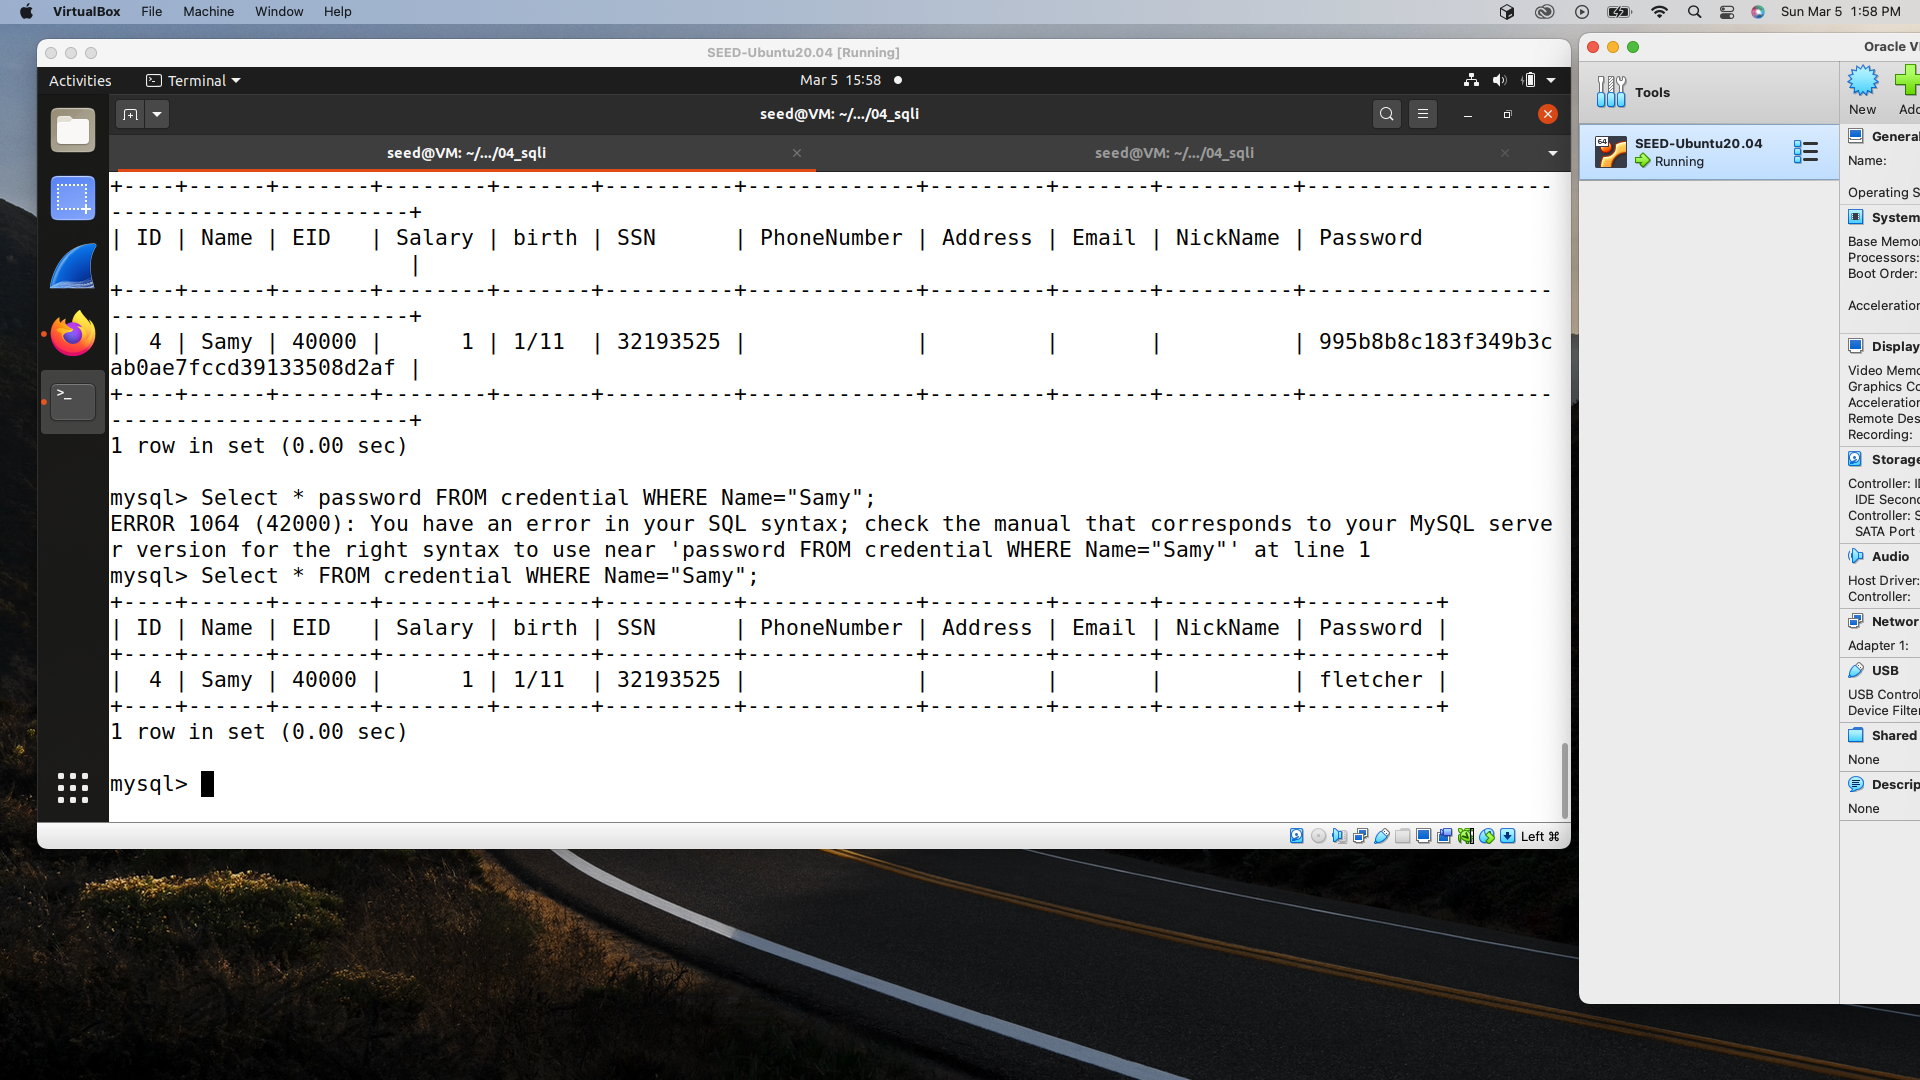 VirtualBox File Machine Window Help
Sun Mar 5 1:58 PM
SEED-Ubuntu20.04 [Running]
Activities Terminal
Mar 5 15:58
seed@VM: ~/.../04_sqli
seed@VM: ~/.../04_sqli
seed@VM: ~/.../04_sqli
+----+------+-------+--------+-------+----------+-------------+---------+-------+----------+-------------------
-----------------------+
| ID | Name | EID   | Salary | birth | SSN      | PhoneNumber | Address | Email | NickName | Password
                       |
+----+------+-------+--------+-------+----------+-------------+---------+-------+----------+-------------------
-----------------------+
|  4 | Samy | 40000 |      1 | 1/11  | 32193525 |             |         |       |          | 995b8b8c183f349b3c
ab0ae7fccd39133508d2af |
+----+------+-------+--------+-------+----------+-------------+---------+-------+----------+-------------------
-----------------------+
1 row in set (0.00 sec)
mysql> Select * password FROM credential WHERE Name="Samy";
ERROR 1064 (42000): You have an error in your SQL syntax; check the manual that corresponds to your MySQL serve
r version for the right syntax to use near 'password FROM credential WHERE Name="Samy"' at line 1
mysql> Select * FROM credential WHERE Name="Samy";
+----+------+-------+--------+-------+----------+-------------+---------+-------+----------+----------+
| ID | Name | EID   | Salary | birth | SSN      | PhoneNumber | Address | Email | NickName | Password |
+----+------+-------+--------+-------+----------+-------------+---------+-------+----------+----------+
|  4 | Samy | 40000 |      1 | 1/11  | 32193525 |             |         |       |          | fletcher |
+----+------+-------+--------+-------+----------+-------------+---------+-------+----------+----------+
1 row in set (0.00 sec)
mysql>
Left ⌘
Oracle V
Tools
New Add
64
SEED-Ubuntu20.04
Running
General
Name:
Operating S
System
Base Memo
Processors:
Boot Order:
Acceleration
Display
Video Memo
Graphics Co
Acceleration
Remote Des
Recording:
Storage
Controller: I
IDE Second
Controller: S
SATA Port
Audio
Host Driver:
Controller:
Networ
Adapter 1:
USB
USB Control
Device Filter
Shared
None
Descrip
None